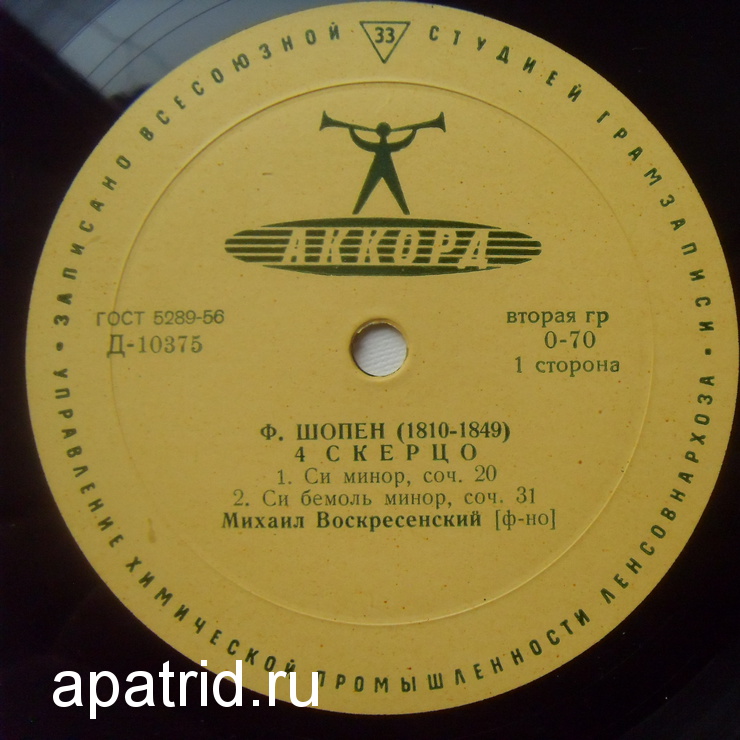 ЗАПИСАНО ВСЕСОЮЗНОЙ 33 СТУДИЕЙ ГРАМЗАПИСИ
АККОРД
ГОСТ 5289-56
Д-10375
вторая гр
0-70
1 сторона
Ф. ШОПЕН (1810-1849)
4 СКЕРЦО
1. Си минор, соч. 20
2. Си бемоль минор, соч. 31
Михаил Воскресенский [ф-но]
УПРАВЛЕНИЕ ХИМИЧЕСКОЙ ПРОМЫШЛЕННОСТИ ЛЕНСОВНАРХОЗА
apatrid.ru